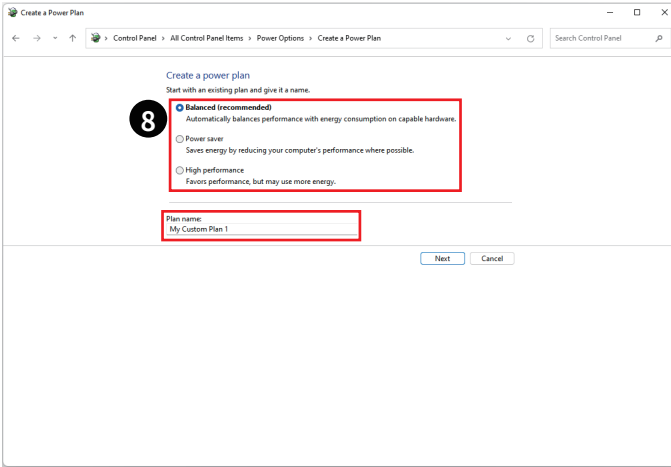 Create a Power Plan
Control Panel > All Control Panel Items > Power Options > Create a Power Plan
Search Control Panel
Create a power plan
Start with an existing plan and give it a name.
8
Balanced (recommended)
Automatically balances performance with energy consumption on capable hardware.
Power saver
Saves energy by reducing your computer's performance where possible.
High performance
Favors performance, but may use more energy.
Plan name:
My Custom Plan 1
Next Cancel